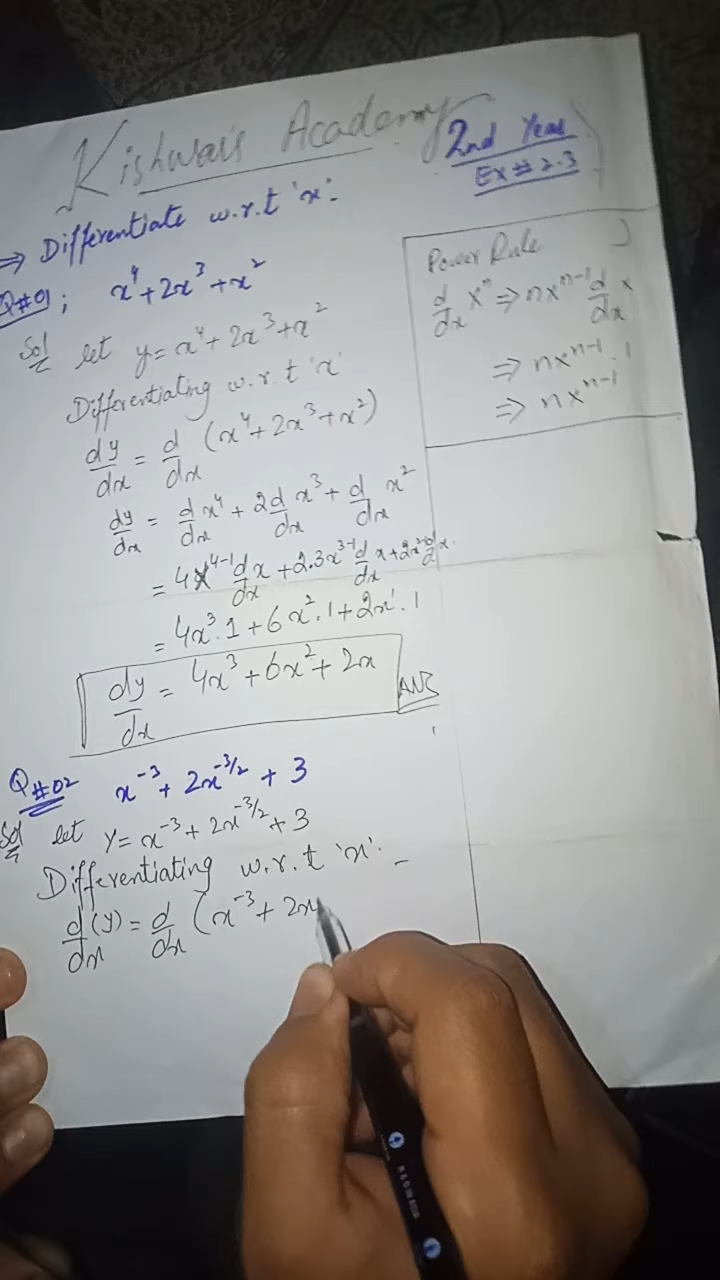 Kishwar's Academy
2nd Year
Ex # 2.3
⇒ Differentiate w.r.t 'x':
Q#01; x⁴+2x³+x²
Sol let y=x⁴+2x³+x²
Differentiating w.r.t 'x'
dy/dx = d/dx (x⁴+2x³+x²)
dy/dx = d/dx x⁴ + 2d/dx x³ + d/dx x²
= 4x⁴⁻¹ d/dx x + 2.3x³⁻¹ d/dx x + 2x²⁻¹ d/dx x.
= 4x³.1+6x².1+2x¹.1
dy/dx = 4x³+6x²+2x ANS
Power Rule
d/dx xⁿ ⇒ nxⁿ⁻¹ d/dx x
⇒ nxⁿ⁻¹.1
⇒ nxⁿ⁻¹
Q#02 x⁻³ + 2x^(-3/2) + 3
Sol let Y= x⁻³ + 2x^(-3/2) + 3
Differentiating w.r.t 'x'.
d/dx (y) = d/dx (x⁻³ + 2x